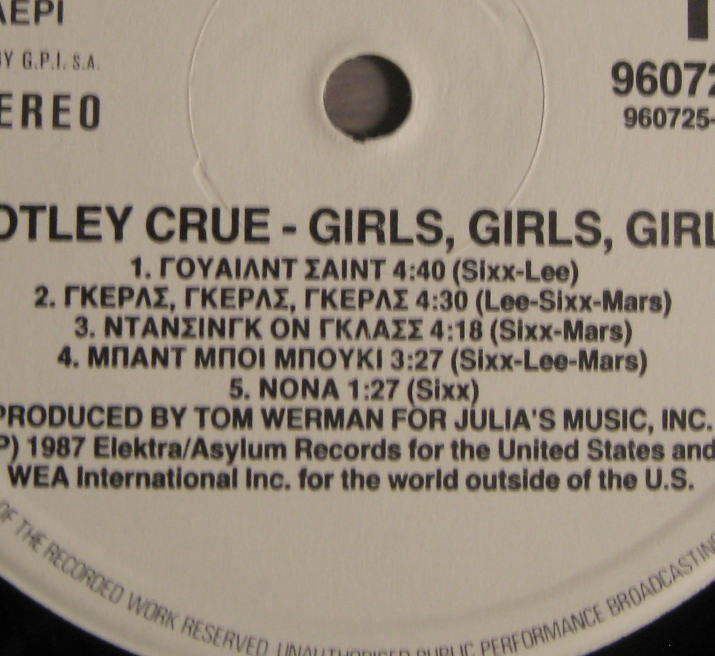 ΑΕΡΙ
BY G.P.I. S.A.
EREO
96072
960725-
OTLEY CRUE - GIRLS, GIRLS, GIRL
1. ΓΟΥΑΙΛΝΤ ΣΑΙΝΤ 4:40 (Sixx-Lee)
2. ΓΚΕΡΛΣ, ΓΚΕΡΛΣ, ΓΚΕΡΛΣ 4:30 (Lee-Sixx-Mars)
3. ΝΤΑΝΣΙΝΓΚ ΟΝ ΓΚΛΑΣΣ 4:18 (Sixx-Mars)
4. ΜΠΑΝΤ ΜΠΟΙ ΜΠΟΥΚΙ 3:27 (Sixx-Lee-Mars)
5. ΝΟΝΑ 1:27 (Sixx)
PRODUCED BY TOM WERMAN FOR JULIA'S MUSIC, INC.
P) 1987 Elektra/Asylum Records for the United States and
WEA International Inc. for the world outside of the U.S.
OF THE RECORDED WORK RESERVED UNAUTHORISED PUBLIC PERFORMANCE BROADCASTING